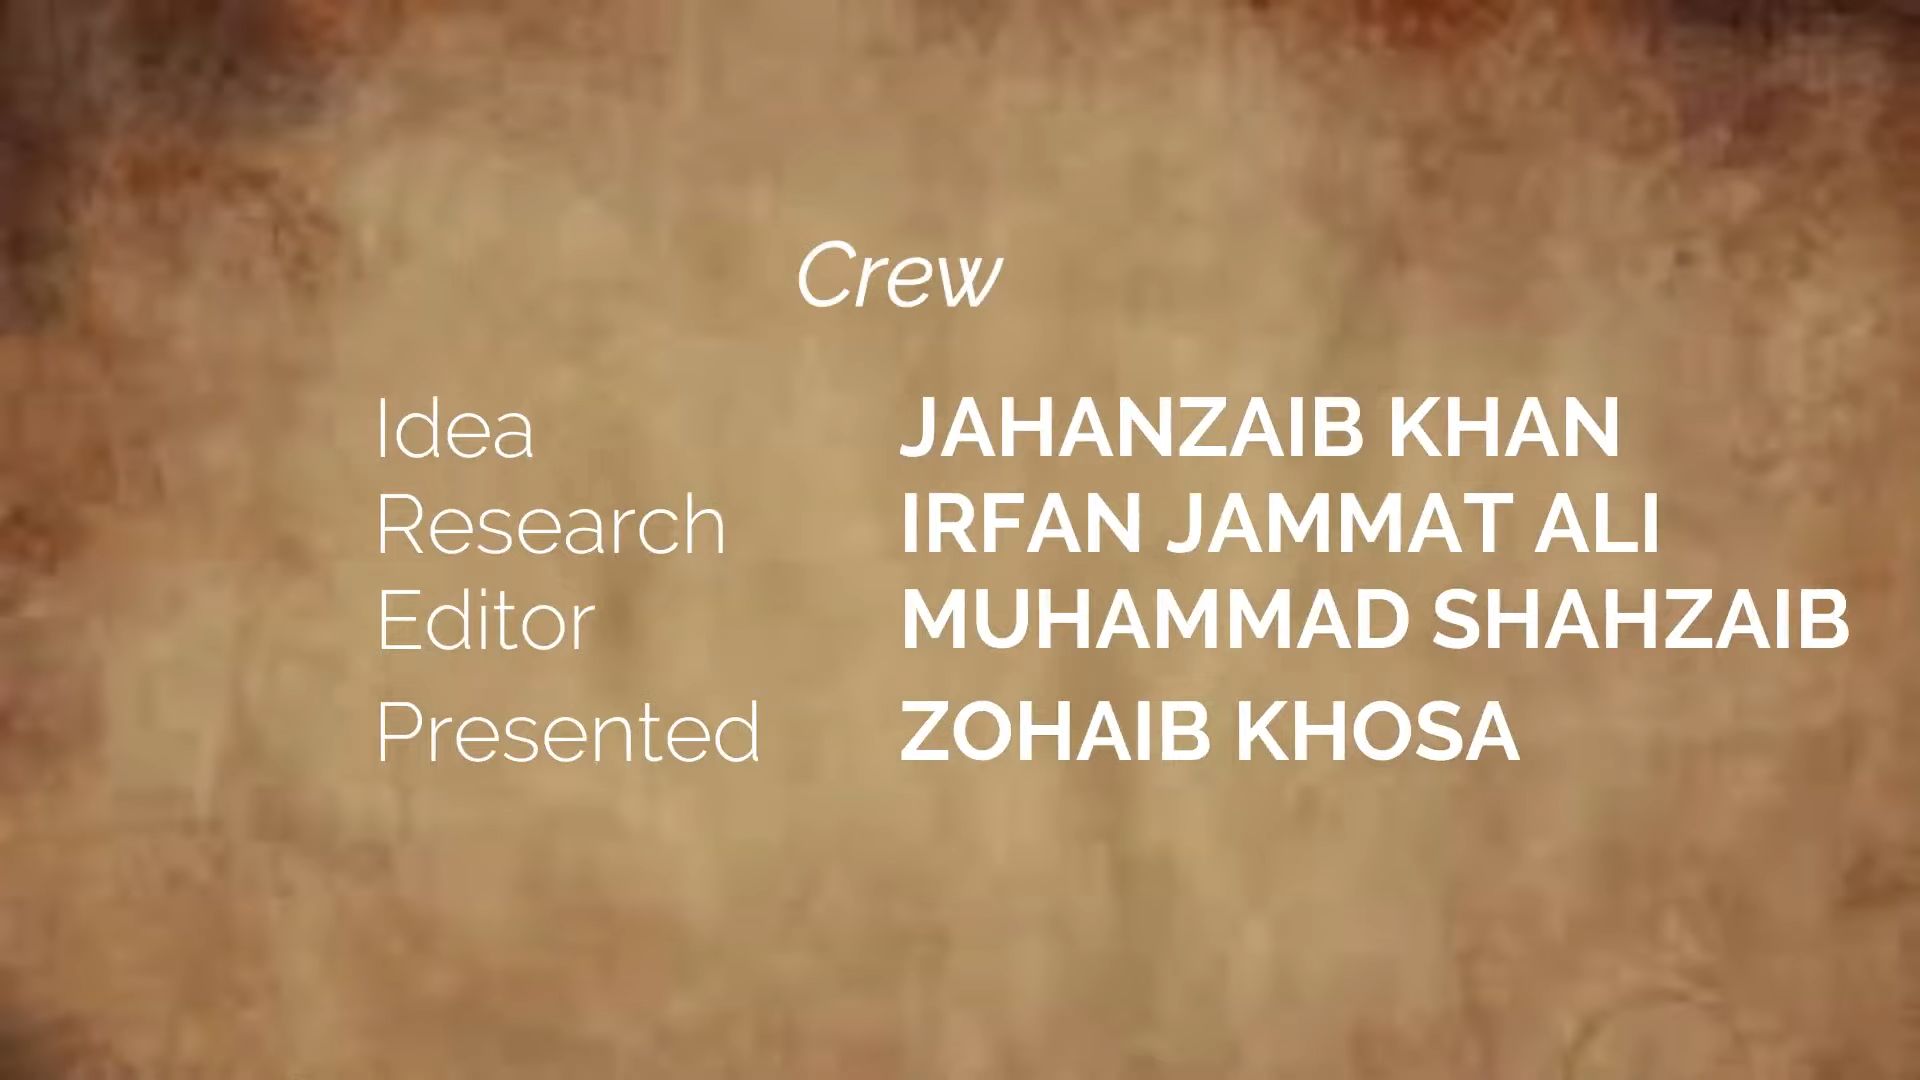 Crew
Idea JAHANZAIB KHAN
Research IRFAN JAMMAT ALI
Editor MUHAMMAD SHAHZAIB
Presented ZOHAIB KHOSA